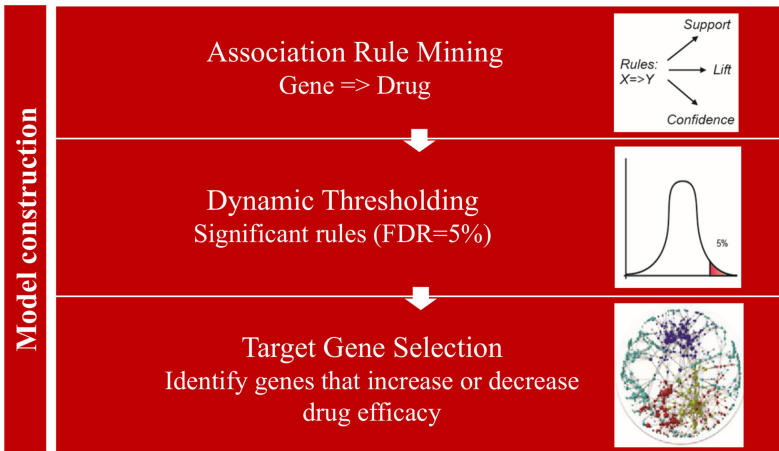 Model construction
Association Rule Mining
Gene => Drug
Support
Rules:
X=>Y
Lift
Confidence
Dynamic Thresholding
Significant rules (FDR=5%)
5%
Target Gene Selection
Identify genes that increase or decrease
drug efficacy